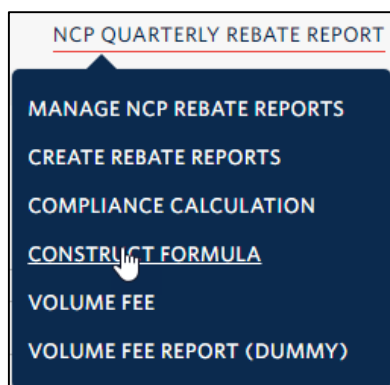 NCP QUARTERLY REBATE REPORT
MANAGE NCP REBATE REPORTS
CREATE REBATE REPORTS
COMPLIANCE CALCULATION
CONSTRUCT FORMULA
VOLUME FEE
VOLUME FEE REPORT (DUMMY)